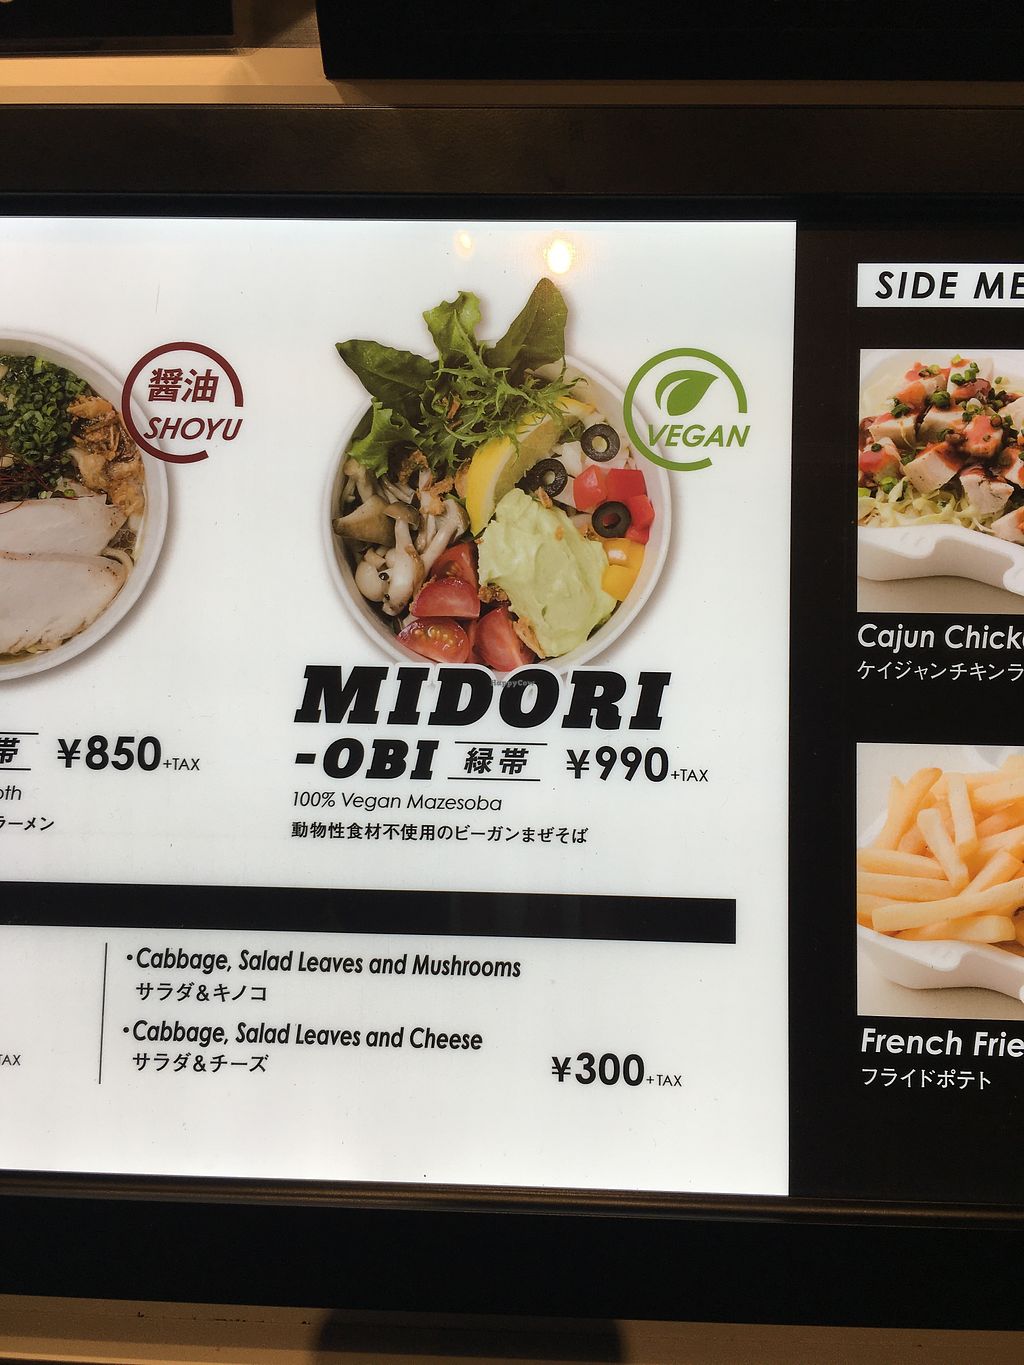 醤油
SHOYU
帯
¥850+TAX
ラーメン
VEGAN
MIDORI
HappyCow
-OBI 緑帯 ¥990+TAX
100% Vegan Mazesoba
動物性食材不使用のビーガンまぜそば
・Cabbage, Salad Leaves and Mushrooms
サラダ&キノコ
・Cabbage, Salad Leaves and Cheese
サラダ&チーズ
¥300+TAX
TAX
SIDE ME
Cajun Chick
ケイジャンチキンラ
French Frie
フライドポテト